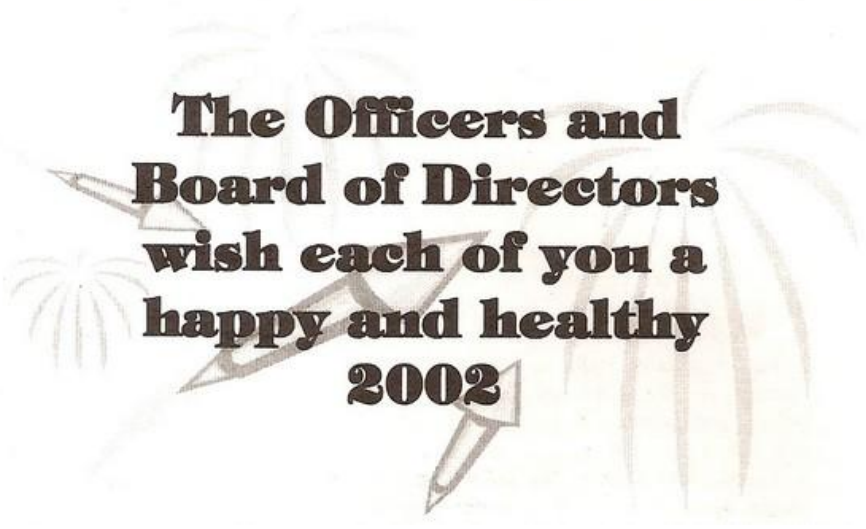 The Officers and
Board of Directors
wish each of you a
happy and healthy
2002